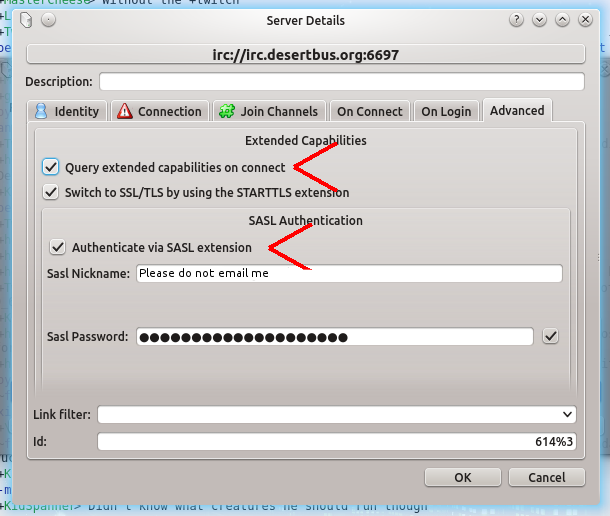 +MasterCheese> Without the +twitch
Server Details
irc://irc.desertbus.org:6697
Description:
Identity
Connection
Join Channels
On Connect
On Login
Advanced
Extended Capabilities
Query extended capabilities on connect
Switch to SSL/TLS by using the STARTTLS extension
SASL Authentication
Authenticate via SASL extension
Sasl Nickname: Please do not email me
Sasl Password: ●●●●●●●●●●●●●●●●●●●●
Link filter:
Id: 614%3
OK
Cancel
+KidSpanner> Didn't know what creatures he should run though